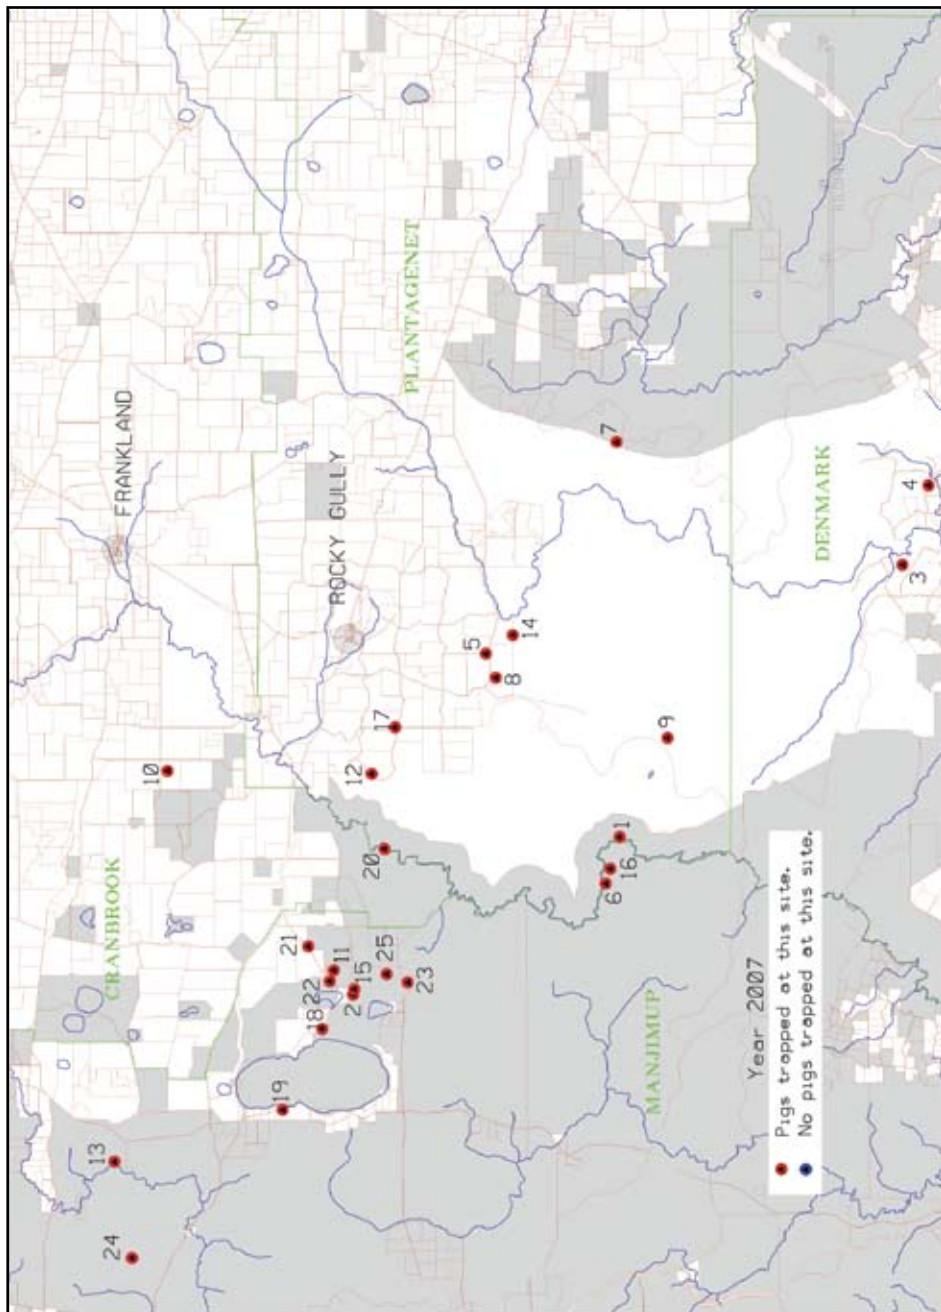 CRANBROOK
FRANKLAND
ROCKY GULLY
PLANTAGENET
MANJIMUP
DENMARK
24
13
19
18
22
21
11
2
15
25
23
20
10
12
17
8
5
14
6
16
1
9
7
3
4
Year 2007
Pigs trapped at this site.
No pigs trapped at this site.